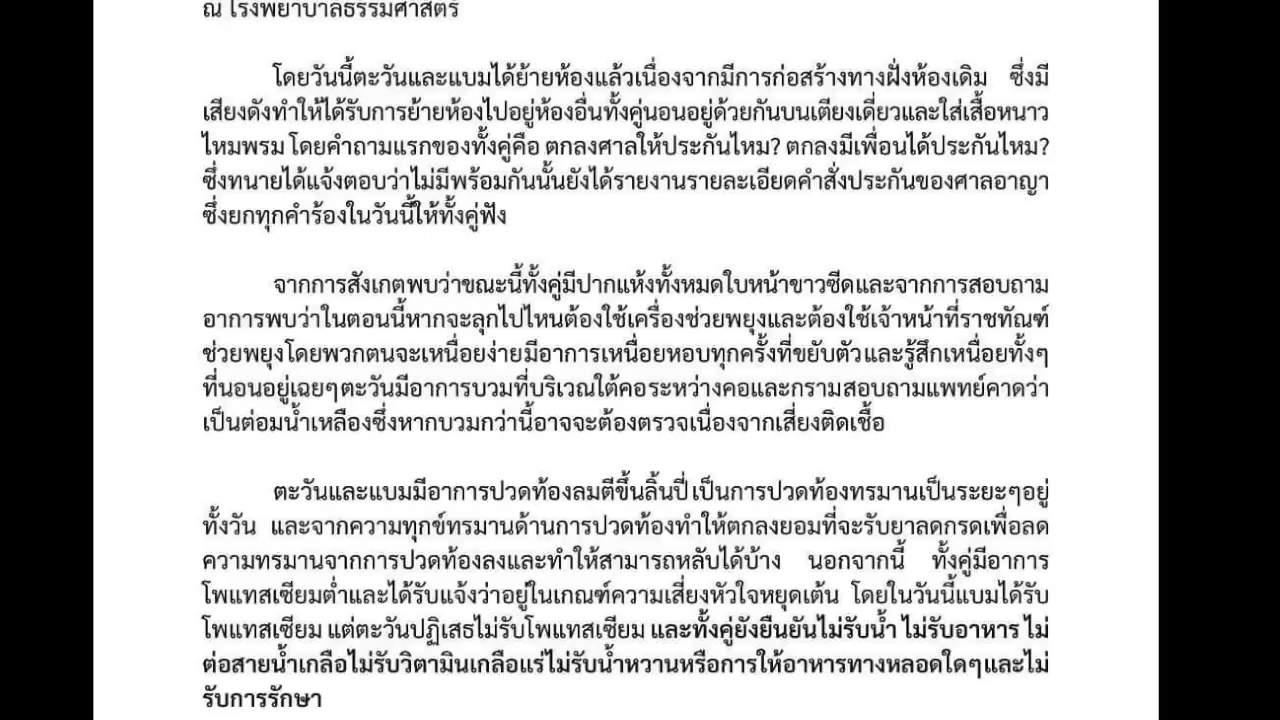 ณ โรงพยาบาลธรรมศาสตร์
โดยวันนี้ตะวันและแบมได้ย้ายห้องแล้วเนื่องจากมีการก่อสร้างทางฝั่งห้องเดิม ซึ่งมี
เสียงดังทำให้ได้รับการย้ายห้องไปอยู่ห้องอื่นทั้งคู่นอนอยู่ด้วยกันบนเตียงเดี่ยวและใส่เสื้อหนาว
ไหมพรม โดยคำถามแรกของทั้งคู่คือ ตกลงศาลให้ประกันไหม? ตกลงมีเพื่อนได้ประกันไหม?
ซึ่งทนายได้แจ้งตอบว่าไม่มีพร้อมกันนั้นยังได้รายงานรายละเอียดคำสั่งประกันของศาลอาญา
ซึ่งยกทุกคำร้องในวันนี้ให้ทั้งคู่ฟัง
จากการสังเกตพบว่าขณะนี้ทั้งคู่มีปากแห้งทั้งหมดใบหน้าขาวซีดและจากการสอบถาม
อาการพบว่าในตอนนี้หากจะลุกไปไหนต้องใช้เครื่องช่วยพยุงและต้องใช้เจ้าหน้าที่ราชทัณฑ์
ช่วยพยุงโดยพวกตนจะเหนื่อยง่ายมีอาการเหนื่อยหอบทุกครั้งที่ขยับตัวและรู้สึกเหนื่อยทั้งๆ
ที่นอนอยู่เฉยๆตะวันมีอาการบวมที่บริเวณใต้คอระหว่างคอและกรามสอบถามแพทย์คาดว่า
เป็นต่อมน้ำเหลืองซึ่งหากบวมกว่านี้อาจจะต้องตรวจเนื่องจากเสี่ยงติดเชื้อ
ตะวันและแบมมีอาการปวดท้องลมตีขึ้นลิ้นปี่เป็นการปวดท้องทรมานเป็นระยะๆอยู่
ทั้งวัน และจากความทุกข์ทรมานด้านการปวดท้องทำให้ตกลงยอมที่จะรับยาลดกรดเพื่อลด
ความทรมานจากการปวดท้องลงและทำให้สามารถหลับได้บ้าง นอกจากนี้ ทั้งคู่มีอาการ
โพแทสเซียมต่ำและได้รับแจ้งว่าอยู่ในเกณฑ์ความเสี่ยงหัวใจหยุดเต้น โดยในวันนี้แบมได้รับ
โพแทสเซียม แต่ตะวันปฏิเสธไม่รับโพแทสเซียม และทั้งคู่ยังยืนยันไม่รับน้ำ ไม่รับอาหาร ไม่
ต่อสายน้ำเกลือไม่รับวิตามินเกลือแร่ไม่รับน้ำหวานหรือการให้อาหารทางหลอดใดๆและไม่
รับการรักษา